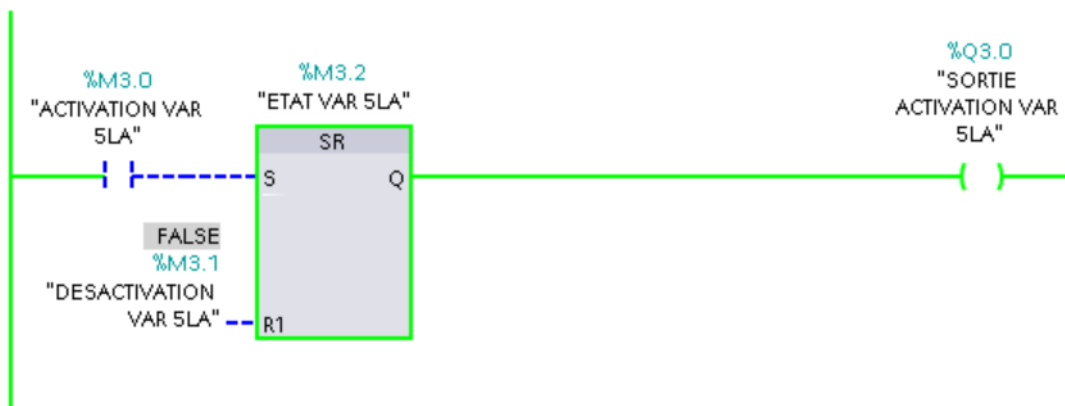 %M3.0
"ACTIVATION VAR
5LA"
%M3.2
"ETAT VAR 5LA"
SR
S
Q
%Q3.0
"SORTIE
ACTIVATION VAR
5LA"
FALSE
%M3.1
"DESACTIVATION
VAR 5LA"
R1